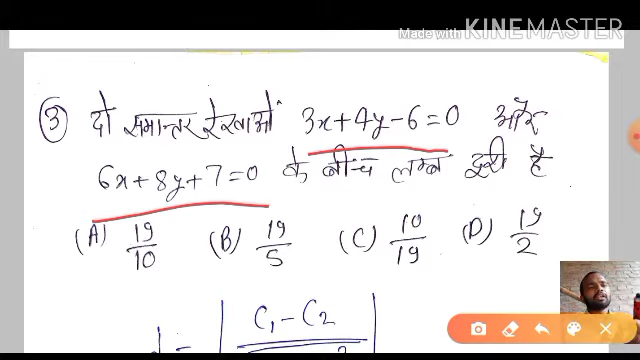 Made with KINEMASTER
③ दो समान्तर रेखाओं 3x+4y-6=0 और
6x+8y+7=0 के बीच लम्ब दूरी है
(A) 19/10 (B) 19/5 (C) 10/19 (D) 19/2
d = | C₁ - C₂